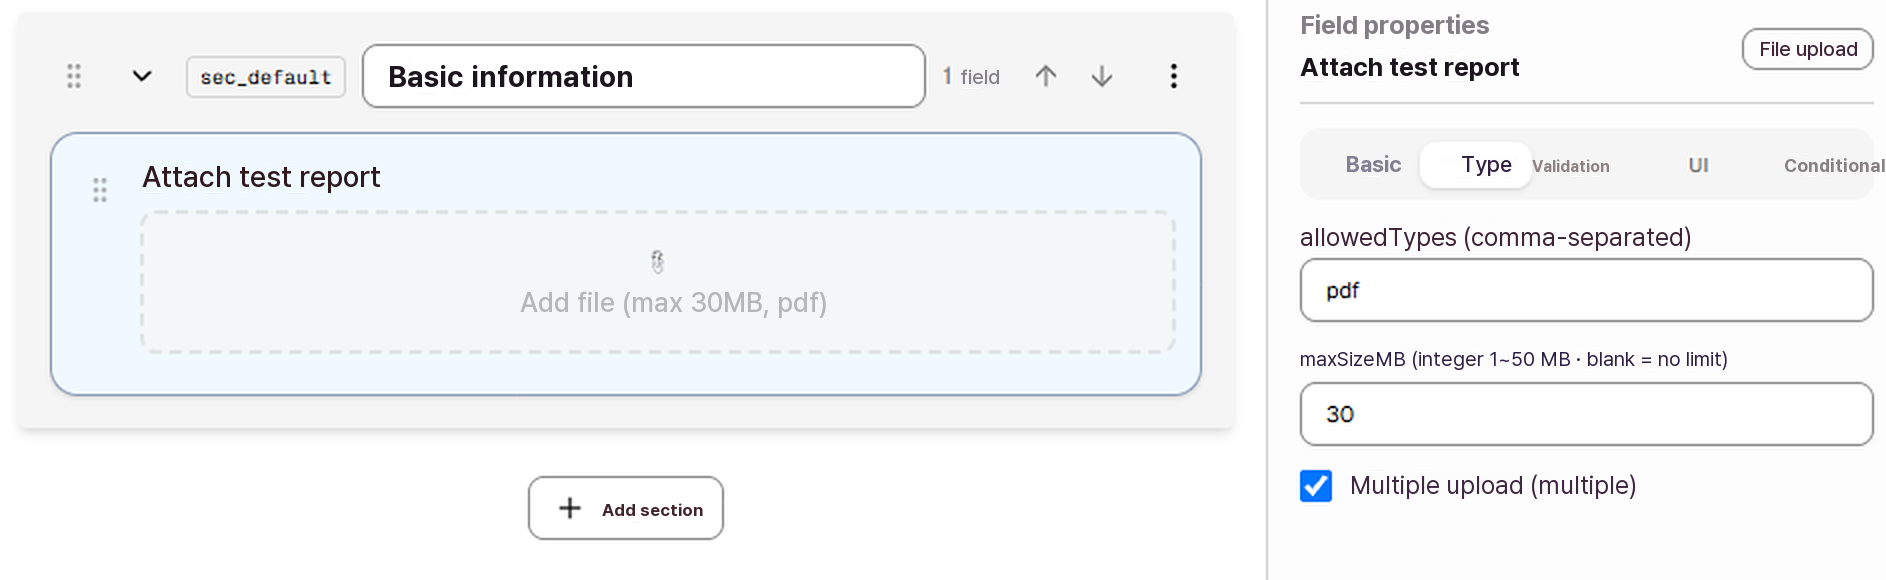 sec_default
Basic information
1 field
Attach test report
Add file (max 30MB, pdf)
Add section
Field properties
Attach test report
File upload
Basic
Type
Validation
UI
Conditional
allowedTypes (comma-separated)
pdf
maxSizeMB (integer 1~50 MB · blank = no limit)
30
Multiple upload (multiple)